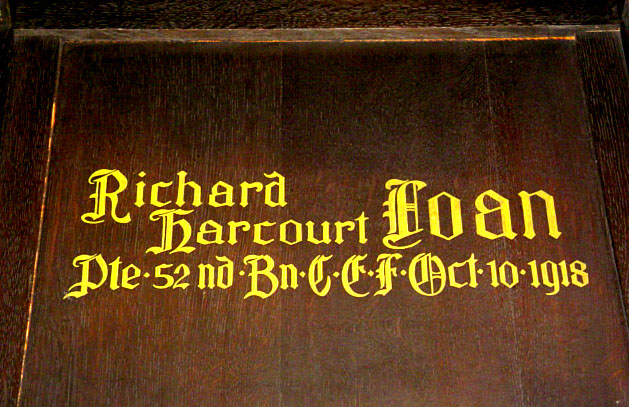 Richard
Harcourt Loan
Pte·52nd·Bn·C·E·F·Oct·10·1918